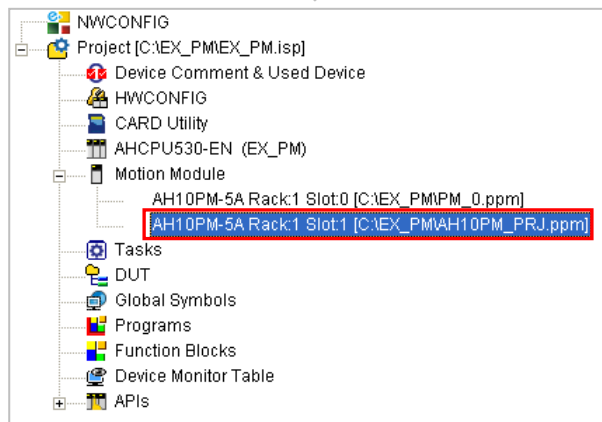 NWCONFIG
Project [C:\EX_PM\EX_PM.isp]
Device Comment & Used Device
HWCONFIG
CARD Utility
AHCPU530-EN (EX_PM)
Motion Module
AH10PM-5A Rack:1 Slot:0 [C:\EX_PM\PM_0.ppm]
AH10PM-5A Rack:1 Slot:1 [C:\EX_PM\AH10PM_PRJ.ppm]
Tasks
DUT
Global Symbols
Programs
Function Blocks
Device Monitor Table
APIs